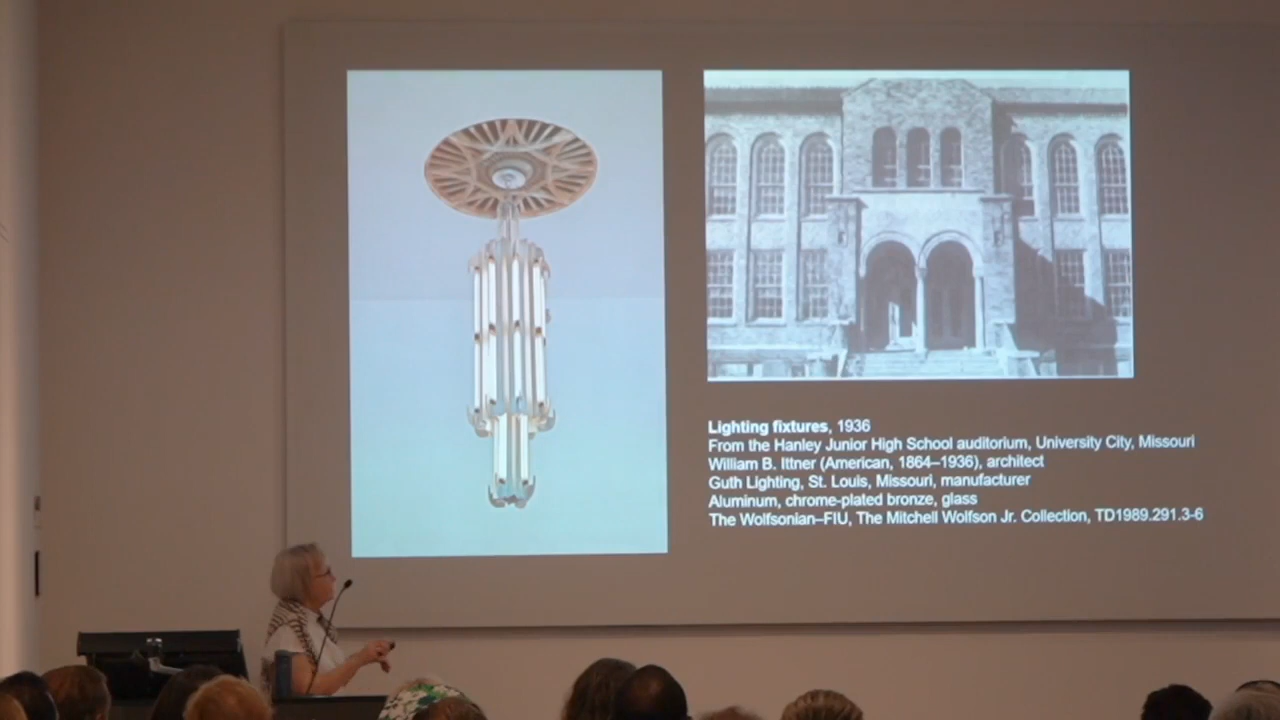 Lighting fixtures, 1936
From the Hanley Junior High School auditorium, University City, Missouri
William B. Ittner (American, 1864–1936), architect
Guth Lighting, St. Louis, Missouri, manufacturer
Aluminum, chrome-plated bronze, glass
The Wolfsonian–FIU, The Mitchell Wolfson Jr. Collection, TD1989.291.3-6